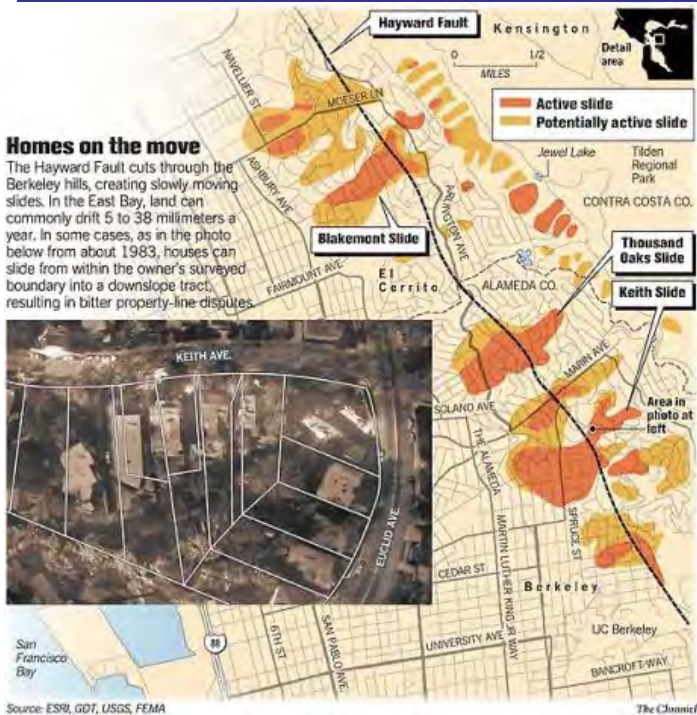 Hayward Fault
Kensington
0 1/2
MILES
Detail
area
NAVELLIER ST.
MOESER LN
Active slide
Potentially active slide
Homes on the move
The Hayward Fault cuts through the
Berkeley hills, creating slowly moving
slides. In the East Bay, land can
commonly drift 5 to 38 millimeters a
year. In some cases, as in the photo
below from about 1983, houses can
slide from within the owner's surveyed
boundary into a downslope tract,
resulting in bitter property-line disputes.
ASHBURY AVE
Jewel Lake
Tilden
Regional
Park
CONTRA COSTA CO.
ARLINGTON AVE
Blakemont Slide
Thousand
Oaks Slide
FAIRMOUNT AVE
El
Cerrito
ALAMEDA CO.
Keith Slide
KEITH AVE.
MARIN AVE
SOLANO AVE
Area in
photo at
left
THE ALAMEDA
EUCLID AVE.
SPRUCE ST
MARTIN LUTHER KING JR WAY
CEDAR ST
Berkeley
San
Francisco
Bay
80
6TH ST
SAN PABLO AVE
UNIVERSITY AVE
UC Berkeley
BANCROFT WAY
Source: ESRI, GDT, USGS, FEMA
The Chronicl